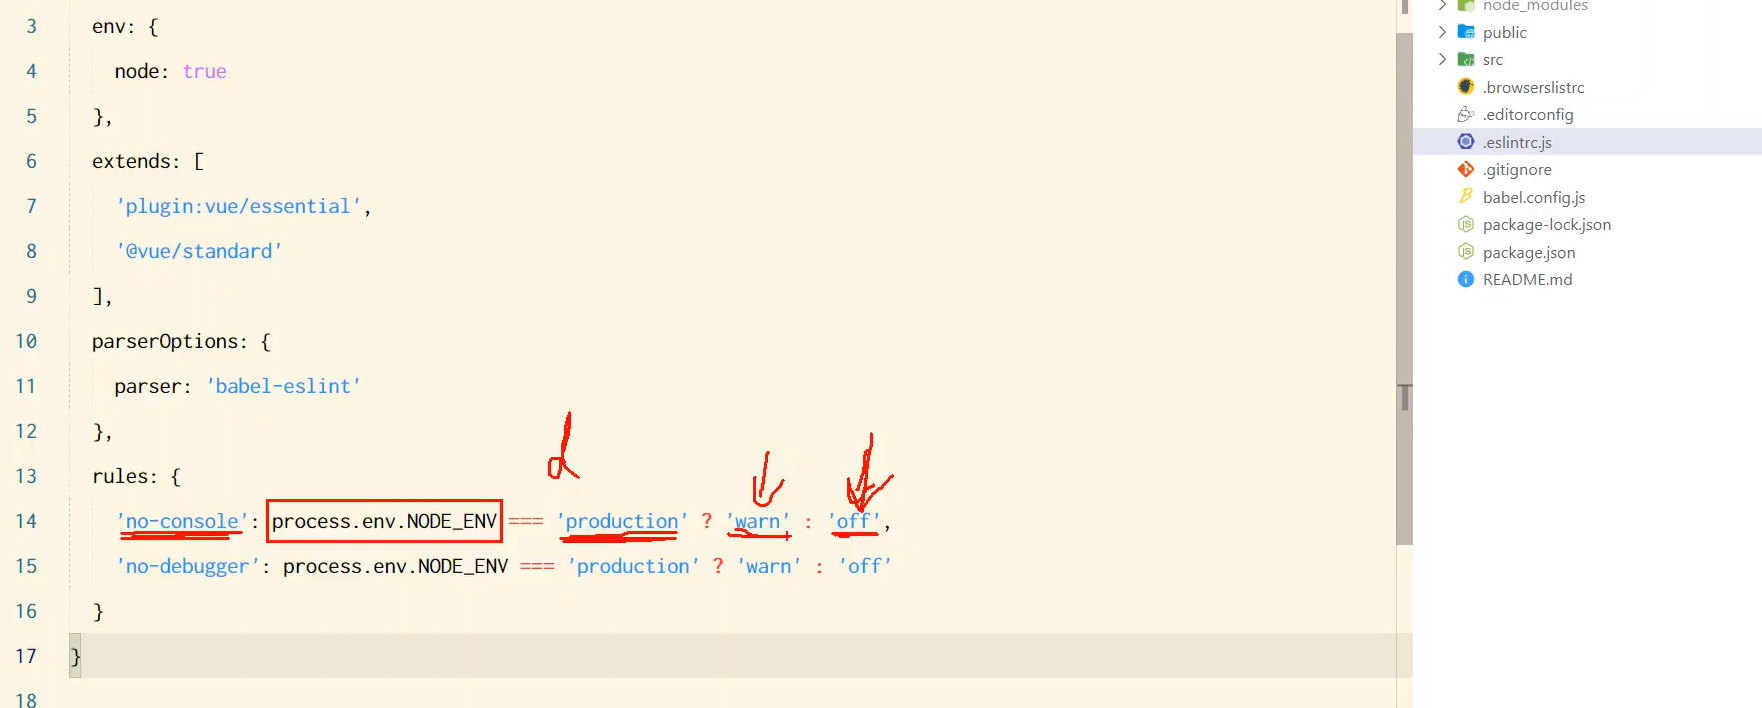 3 env: {
4 node: true
5 },
6 extends: [
7 'plugin:vue/essential',
8 '@vue/standard'
9 ],
10 parserOptions: {
11 parser: 'babel-eslint'
12 },
d
13 rules: {
14 'no-console': process.env.NODE_ENV === 'production' ? 'warn' : 'off',
15 'no-debugger': process.env.NODE_ENV === 'production' ? 'warn' : 'off'
16 }
17 }
18
node_modules
public
src
.browserslistrc
.editorconfig
.eslintrc.js
.gitignore
babel.config.js
package-lock.json
package.json
README.md